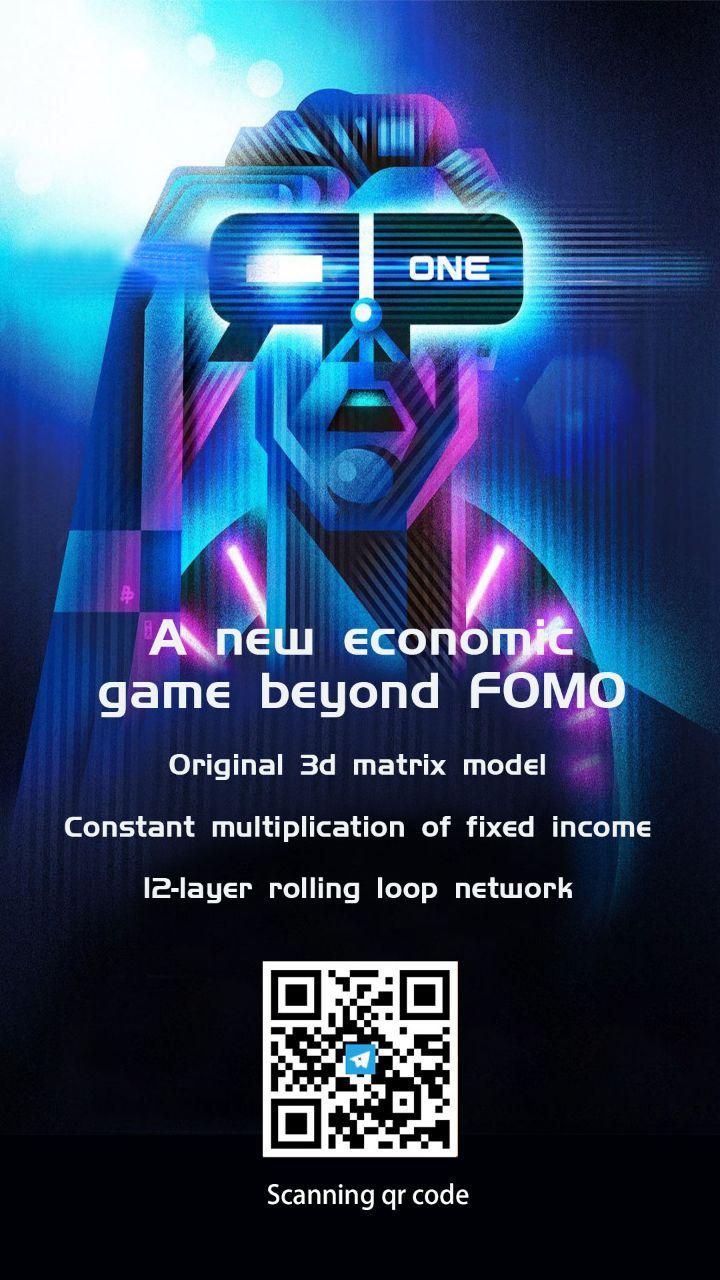 ONE
A new economic
game beyond FOMO
Original 3d matrix model
Constant multiplication of fixed income
12-layer rolling loop network
Scanning qr code